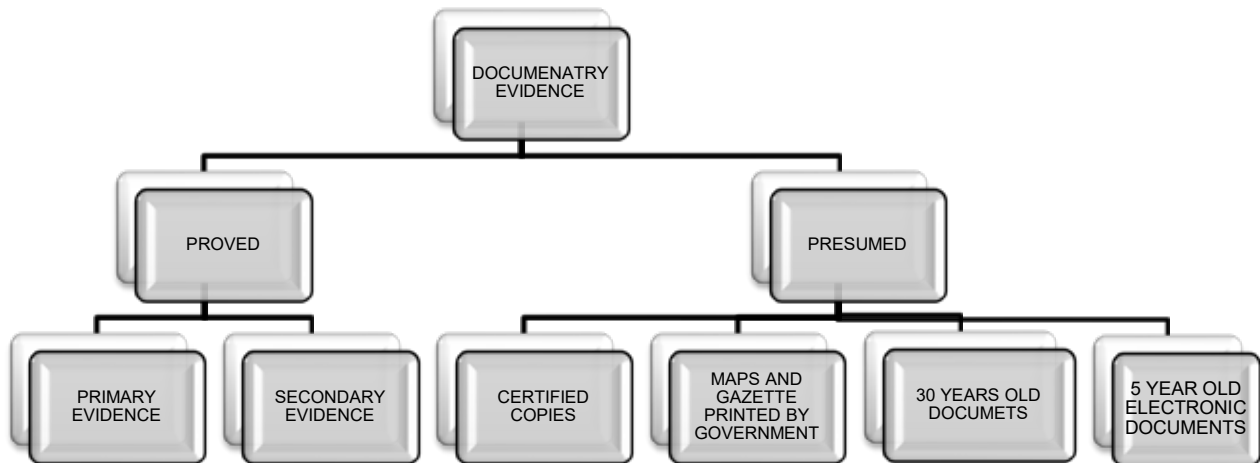 DOCUMENATRY
EVIDENCE
PROVED
PRESUMED
PRIMARY
EVIDENCE
SECONDARY
EVIDENCE
CERTIFIED
COPIES
MAPS AND
GAZETTE
PRINTED BY
GOVERNMENT
30 YEARS OLD
DOCUMETS
5 YEAR OLD
ELECTRONIC
DOCUMENTS